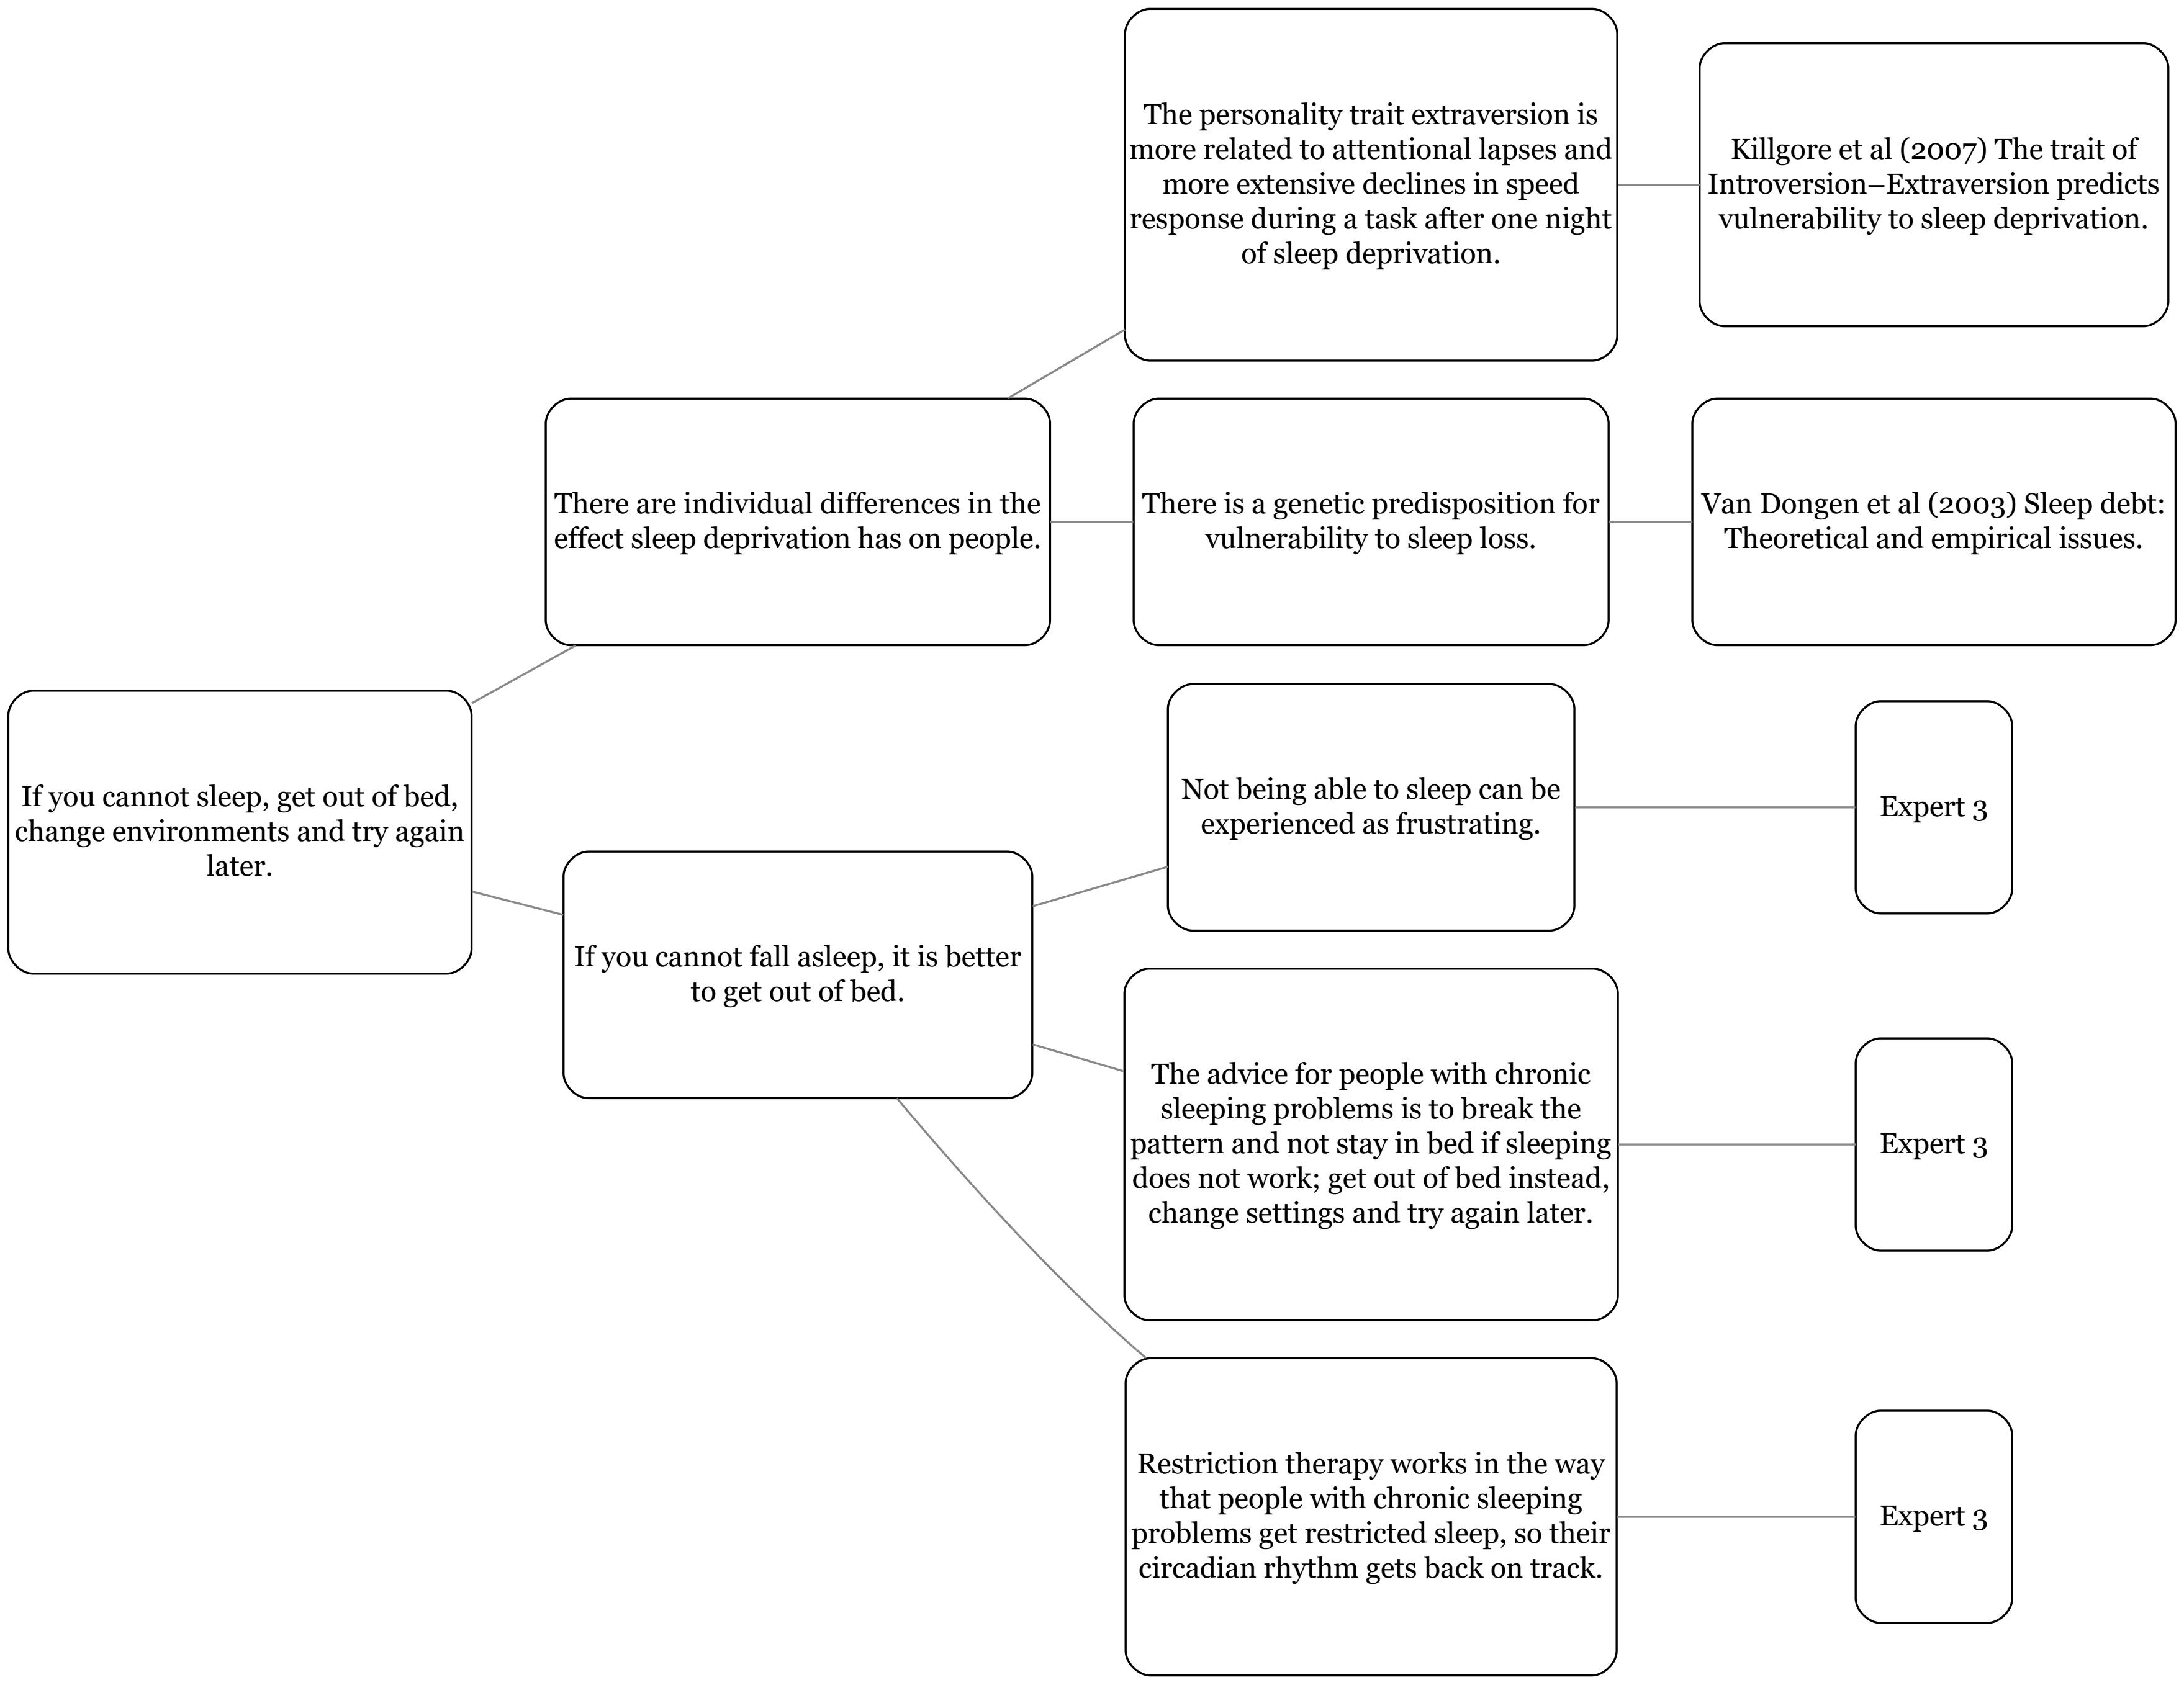 The personality trait extraversion is
more related to attentional lapses and
more extensive declines in speed
response during a task after one night
of sleep deprivation.
Killgore et al (2007) The trait of
Introversion–Extraversion predicts
vulnerability to sleep deprivation.
There are individual differences in the
effect sleep deprivation has on people.
There is a genetic predisposition for
vulnerability to sleep loss.
Van Dongen et al (2003) Sleep debt:
Theoretical and empirical issues.
If you cannot sleep, get out of bed,
change environments and try again
later.
Not being able to sleep can be
experienced as frustrating.
Expert 3
If you cannot fall asleep, it is better
to get out of bed.
The advice for people with chronic
sleeping problems is to break the
pattern and not stay in bed if sleeping
does not work; get out of bed instead,
change settings and try again later.
Expert 3
Restriction therapy works in the way
that people with chronic sleeping
problems get restricted sleep, so their
circadian rhythm gets back on track.
Expert 3